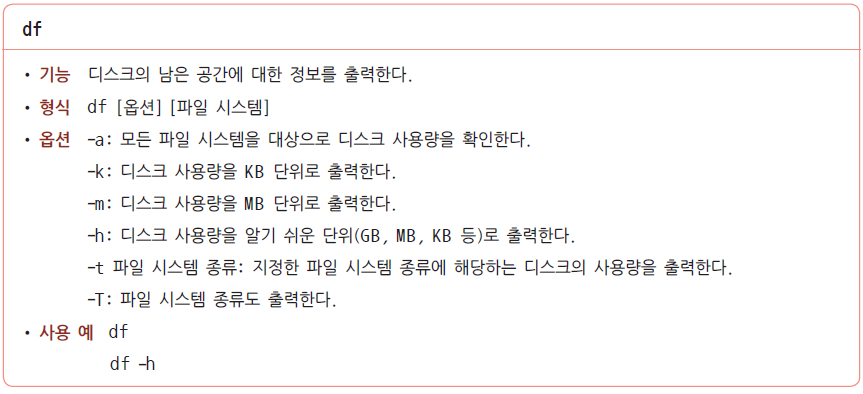 df
• 기능 디스크의 남은 공간에 대한 정보를 출력한다.
• 형식 df [옵션] [파일 시스템]
• 옵션 -a: 모든 파일 시스템을 대상으로 디스크 사용량을 확인한다.
-k: 디스크 사용량을 KB 단위로 출력한다.
-m: 디스크 사용량을 MB 단위로 출력한다.
-h: 디스크 사용량을 알기 쉬운 단위(GB, MB, KB 등)로 출력한다.
-t 파일 시스템 종류: 지정한 파일 시스템 종류에 해당하는 디스크의 사용량을 출력한다.
-T: 파일 시스템 종류도 출력한다.
• 사용 예 df
df -h